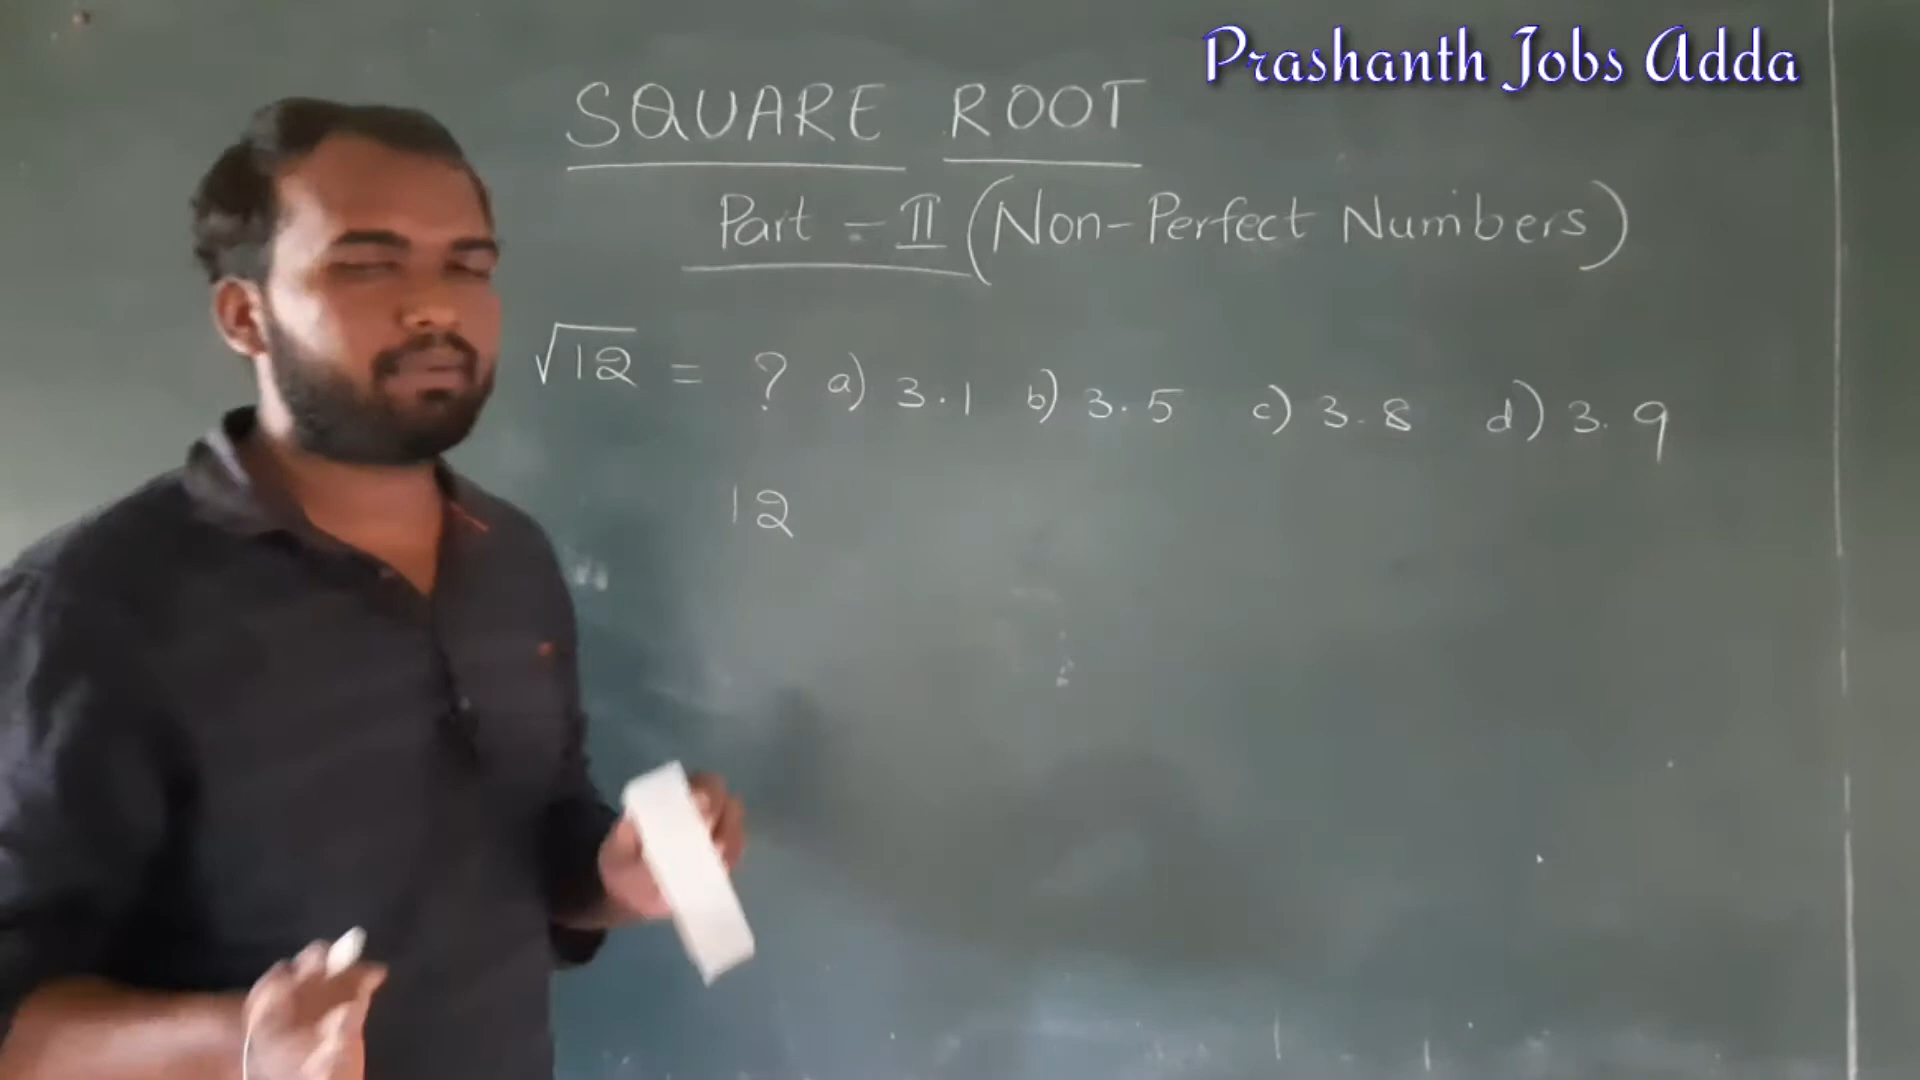 Prashanth Jobs Adda
SQUARE ROOT
Part - II (Non-Perfect Numbers)
√12 = ? a) 3.1 b) 3.5 c) 3.8 d) 3.9
12